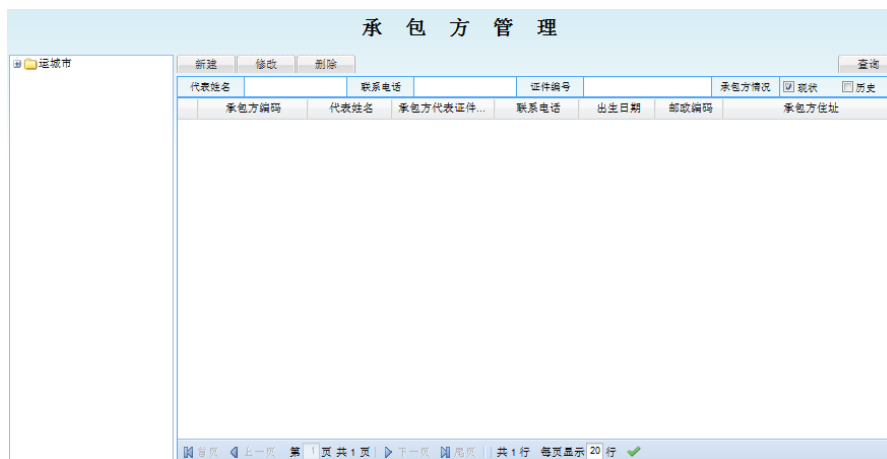 承包方管理
运城市
新建 修改 删除 查询
代表姓名 联系电话 证件编号 承包方情况 现状 历史
承包方编码 代表姓名 承包方代表证件... 联系电话 出生日期 邮政编码 承包方住址
首页 上一页 第 1 页 共 1 页 下一页 尾页 共 1 行 每页显示 20 行